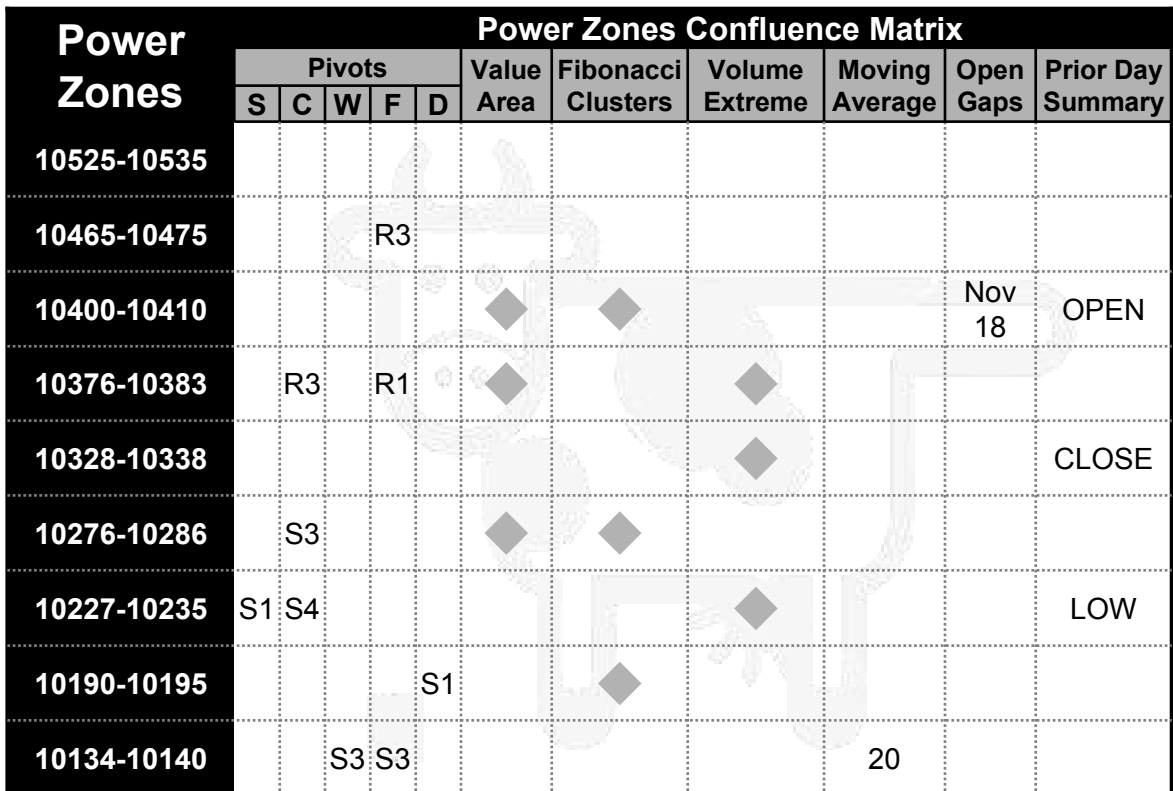 Power Zones
Power Zones Confluence Matrix
Pivots Value Area Fibonacci Clusters Volume Extreme Moving Average Open Gaps Prior Day Summary
S C W F D
10525-10535
10465-10475 R3
10400-10410 Nov 18 OPEN
10376-10383 R3 R1
10328-10338 CLOSE
10276-10286 S3
10227-10235 S1 S4 LOW
10190-10195 S1
10134-10140 S3 S3 20